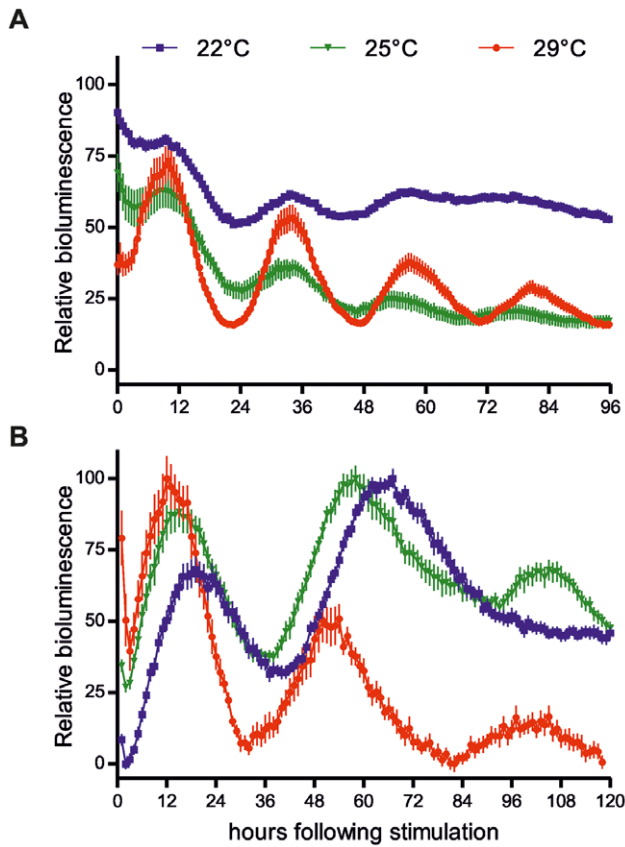 A
22°C 25°C 29°C
Relative bioluminescence
100
75
50
25
0
0 12 24 36 48 60 72 84 96
B
Relative bioluminescence
100
75
50
25
0
0 12 24 36 48 60 72 84 96 108 120
hours following stimulation